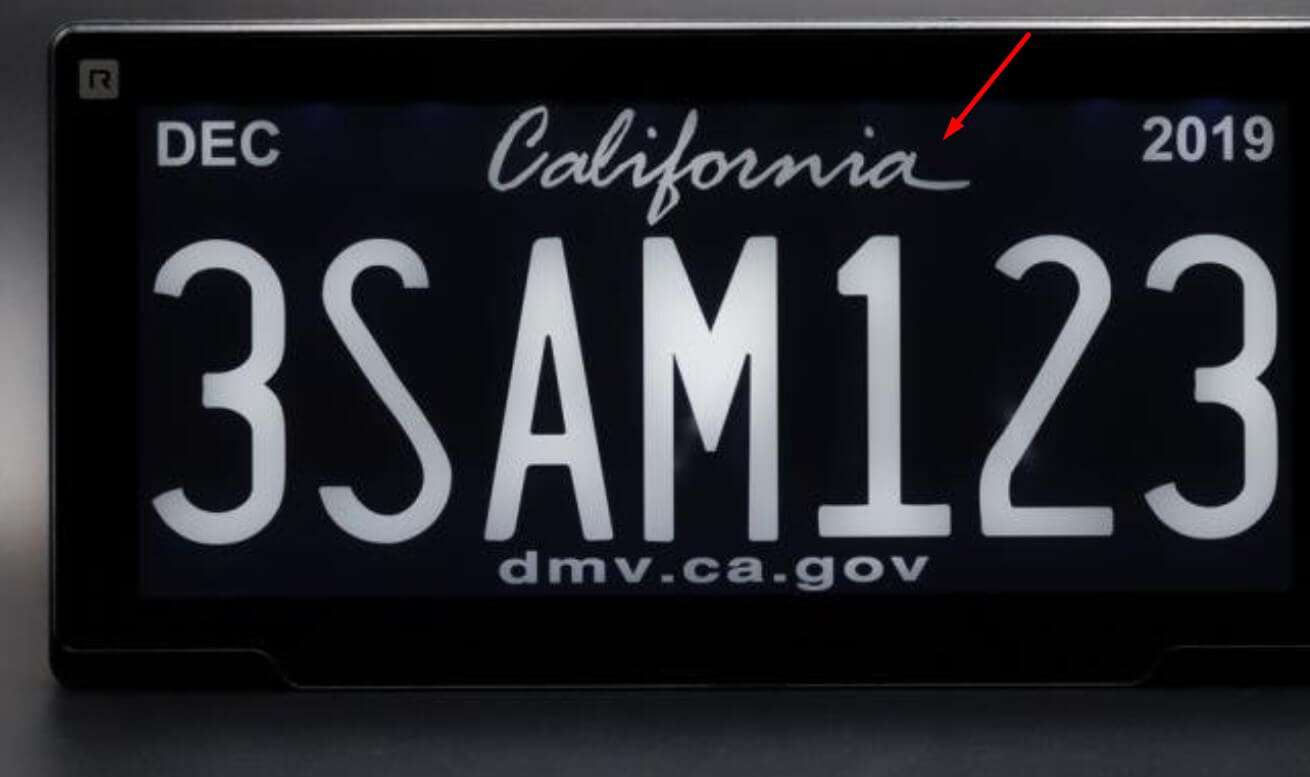 R
DEC California 2019
3SAM123
dmv.ca.gov